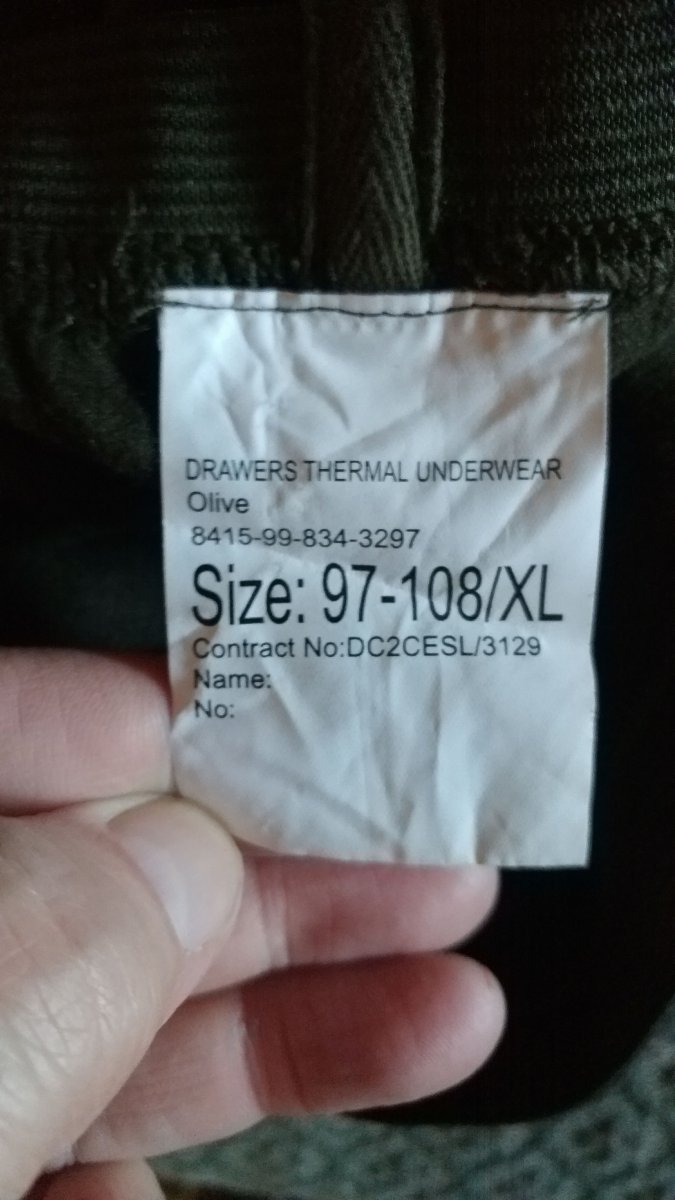 DRAWERS THERMAL UNDERWEAR
Olive
8415-99-834-3297
Size: 97-108/XL
Contract No:DC2CESL/3129
Name:
No: